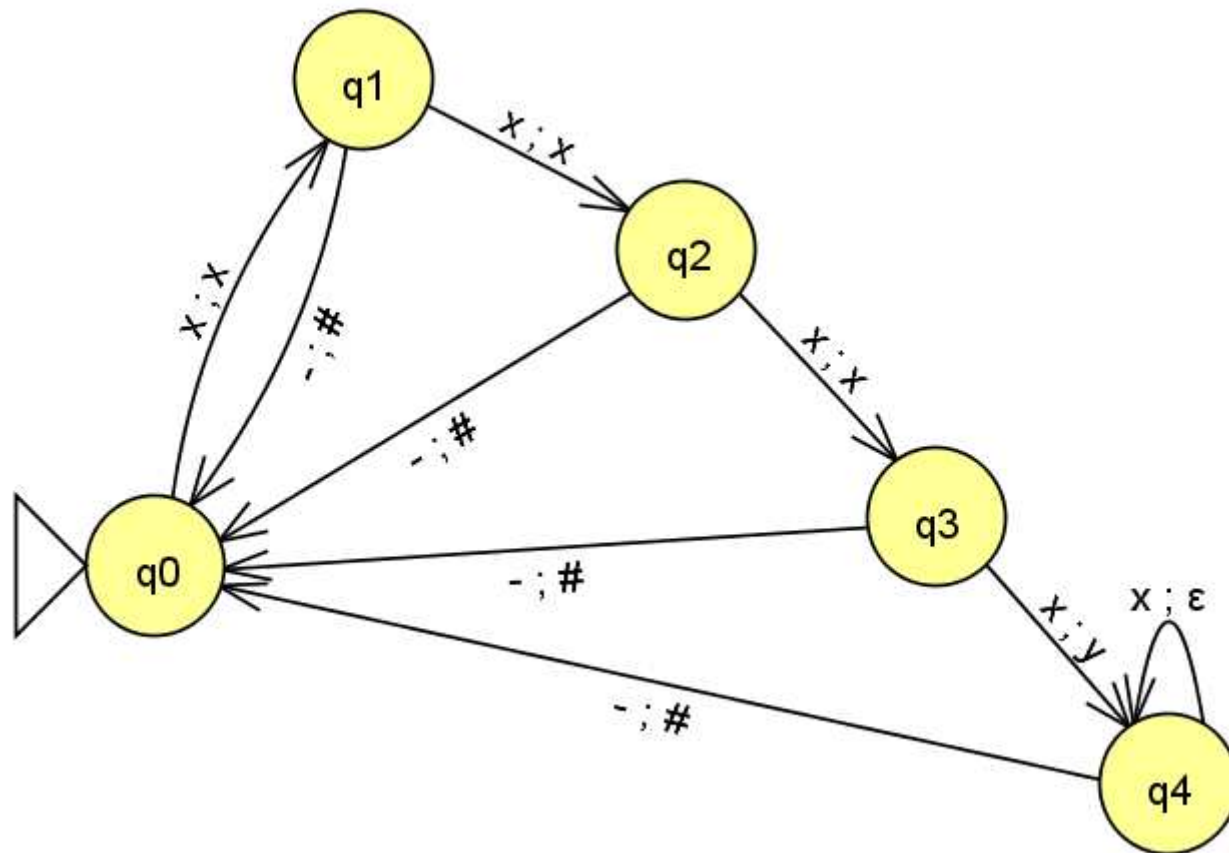 q1
x ; x
q2
x ; x
- ; #
x ; x
- ; #
q3
q0
- ; #
x ; y
x ; ε
- ; #
q4